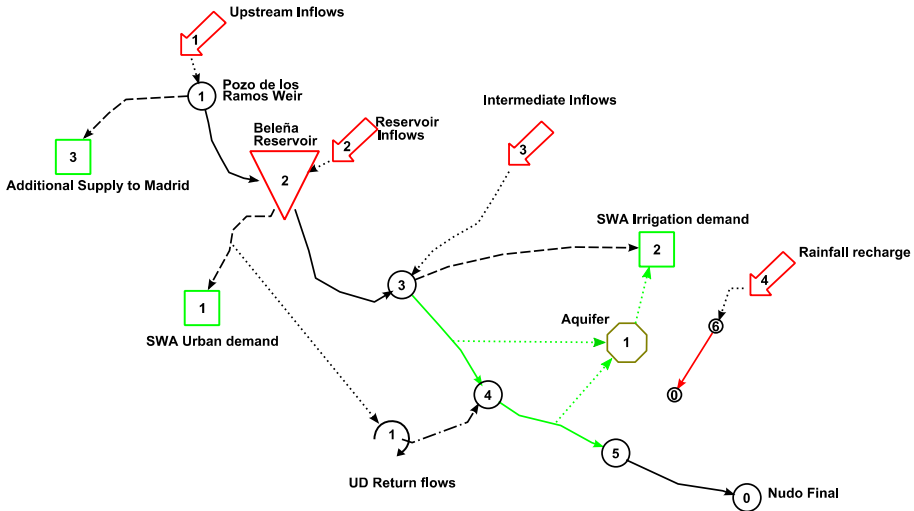 Upstream Inflows
1
Pozo de los
Ramos Weir
1
Intermediate Inflows
3
Beleña
Reservoir
Reservoir
Inflows
2
2
3
Additional Supply to Madrid
SWA Irrigation demand
2
Rainfall recharge
4
3
1
SWA Urban demand
Aquifer
1
6
0
4
1
UD Return flows
5
0
Nudo Final